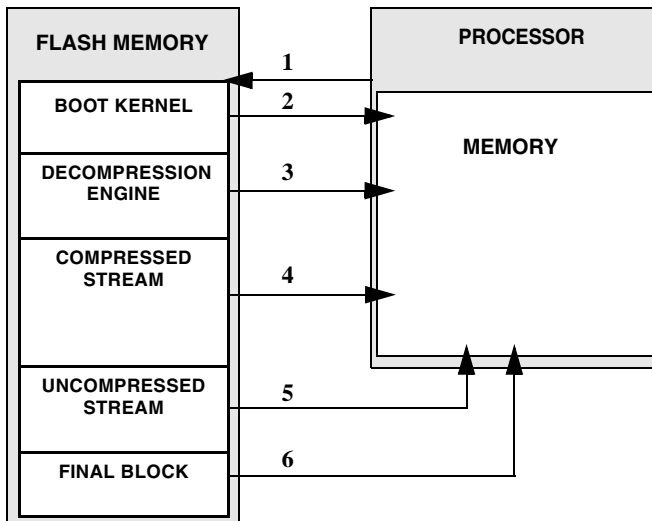 FLASH MEMORY
PROCESSOR
1
BOOT KERNEL
2
MEMORY
DECOMPRESSION
ENGINE
3
COMPRESSED
STREAM
4
UNCOMPRESSED
STREAM
5
FINAL BLOCK
6